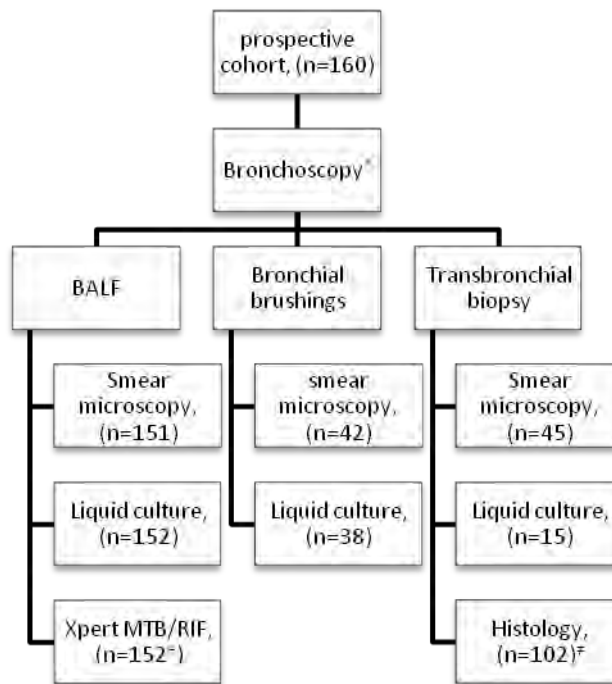 prospective
cohort, (n=160)
Bronchoscopy*
BALF
Smear
microscopy,
(n=151)
Liquid culture,
(n=152)
Xpert MTB/RIF,
(n=152⁼)
Bronchial
brushings
smear
microscopy,
(n=42)
Liquid culture,
(n=38)
Transbronchial
biopsy
Smear
microscopy,
(n=45)
Liquid culture,
(n=15)
Histology,
(n=102)